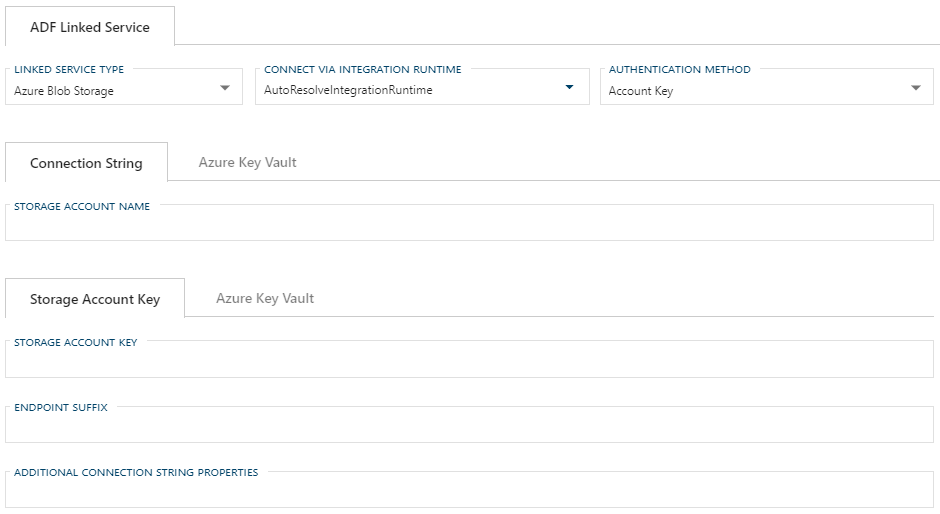 ADF Linked Service
LINKED SERVICE TYPE CONNECT VIA INTEGRATION RUNTIME AUTHENTICATION METHOD
Azure Blob Storage AutoResolveIntegrationRuntime Account Key
Connection String Azure Key Vault
STORAGE ACCOUNT NAME
Storage Account Key Azure Key Vault
STORAGE ACCOUNT KEY
ENDPOINT SUFFIX
ADDITIONAL CONNECTION STRING PROPERTIES